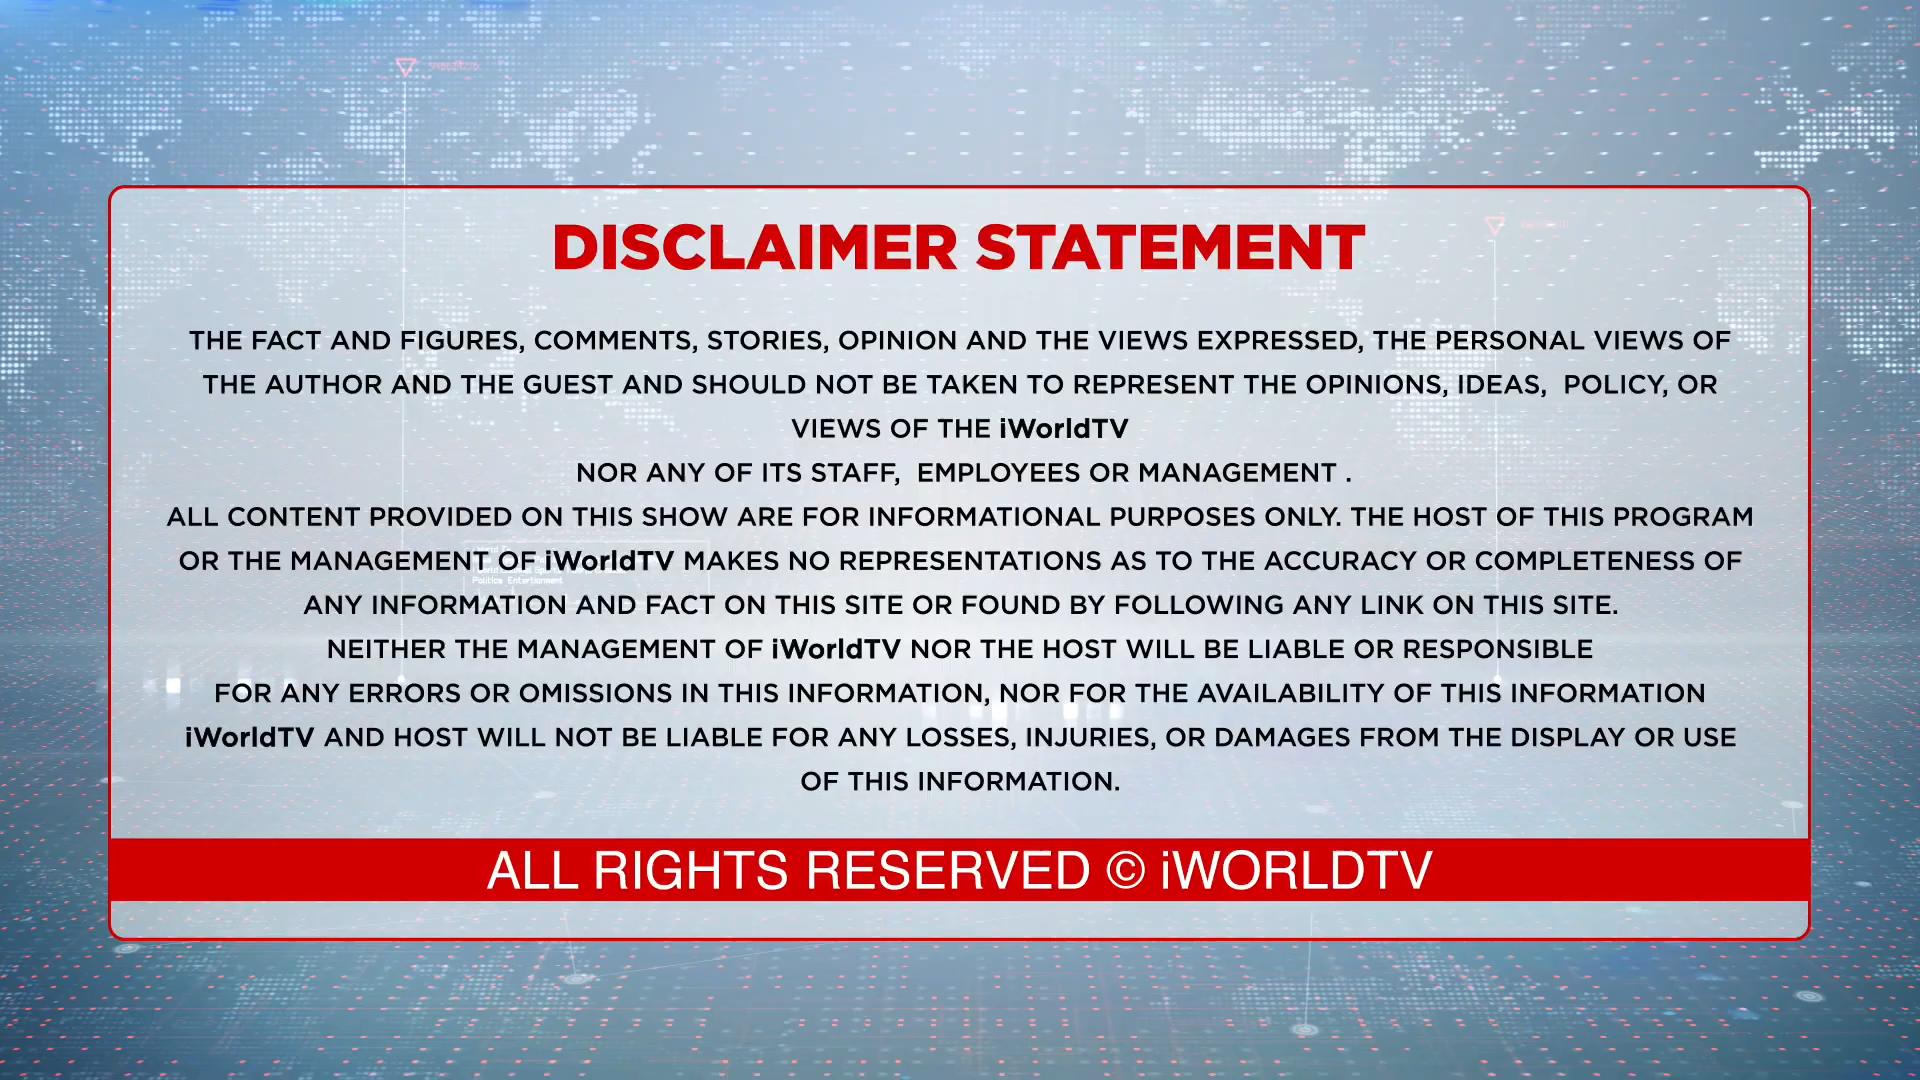 DISCLAIMER STATEMENT
THE FACT AND FIGURES, COMMENTS, STORIES, OPINION AND THE VIEWS EXPRESSED, THE PERSONAL VIEWS OF
THE AUTHOR AND THE GUEST AND SHOULD NOT BE TAKEN TO REPRESENT THE OPINIONS, IDEAS, POLICY, OR
VIEWS OF THE iWorldTV
NOR ANY OF ITS STAFF, EMPLOYEES OR MANAGEMENT .
ALL CONTENT PROVIDED ON THIS SHOW ARE FOR INFORMATIONAL PURPOSES ONLY. THE HOST OF THIS PROGRAM
OR THE MANAGEMENT OF iWorldTV MAKES NO REPRESENTATIONS AS TO THE ACCURACY OR COMPLETENESS OF
Politics Entertionment
ANY INFORMATION AND FACT ON THIS SITE OR FOUND BY FOLLOWING ANY LINK ON THIS SITE.
NEITHER THE MANAGEMENT OF iWorldTV NOR THE HOST WILL BE LIABLE OR RESPONSIBLE
FOR ANY ERRORS OR OMISSIONS IN THIS INFORMATION, NOR FOR THE AVAILABILITY OF THIS INFORMATION
iWorldTV AND HOST WILL NOT BE LIABLE FOR ANY LOSSES, INJURIES, OR DAMAGES FROM THE DISPLAY OR USE
OF THIS INFORMATION.
ALL RIGHTS RESERVED © iWORLDTV